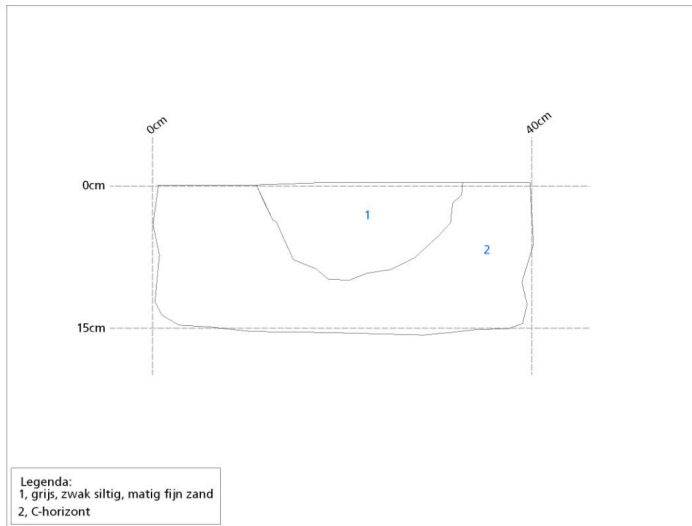 0cm
40cm
0cm
1
2
15cm
Legenda:
1, grijs, zwak siltig, matig fijn zand
2, C-horizont